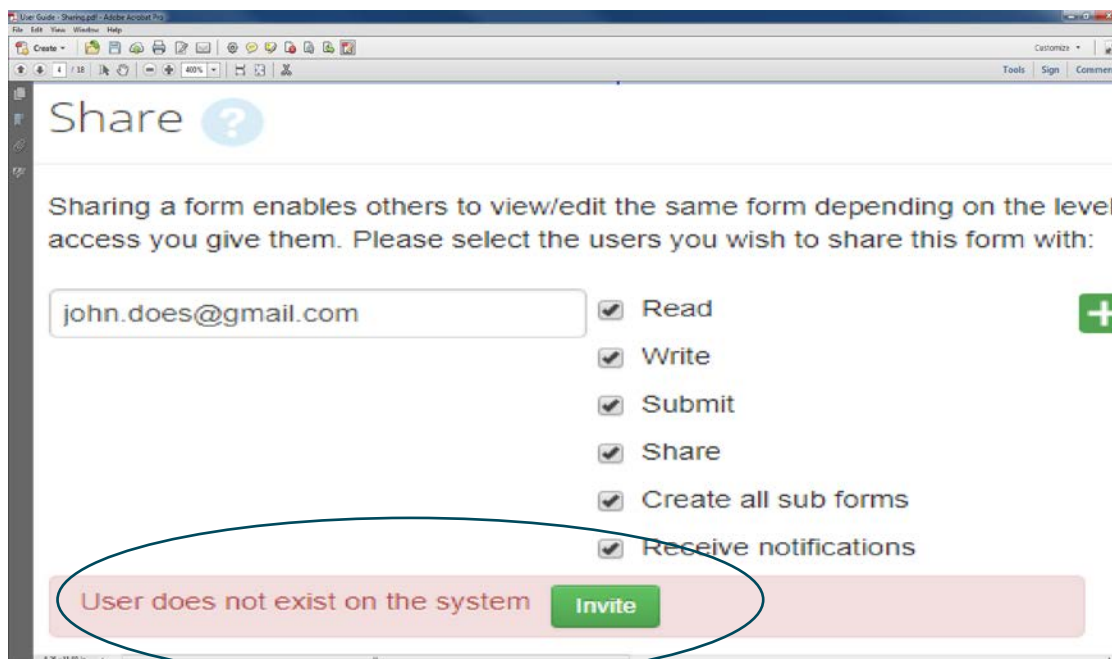 User Guide - Sharing.pdf - Adobe Acrobat Pro
File Edit View Window Help
Create Customize
4 / 18 400% Tools Sign Commen
Share ?
Sharing a form enables others to view/edit the same form depending on the level
access you give them. Please select the users you wish to share this form with:
john.does@gmail.com Read
Write
Submit
Share
Create all sub forms
Receive notifications
User does not exist on the system Invite